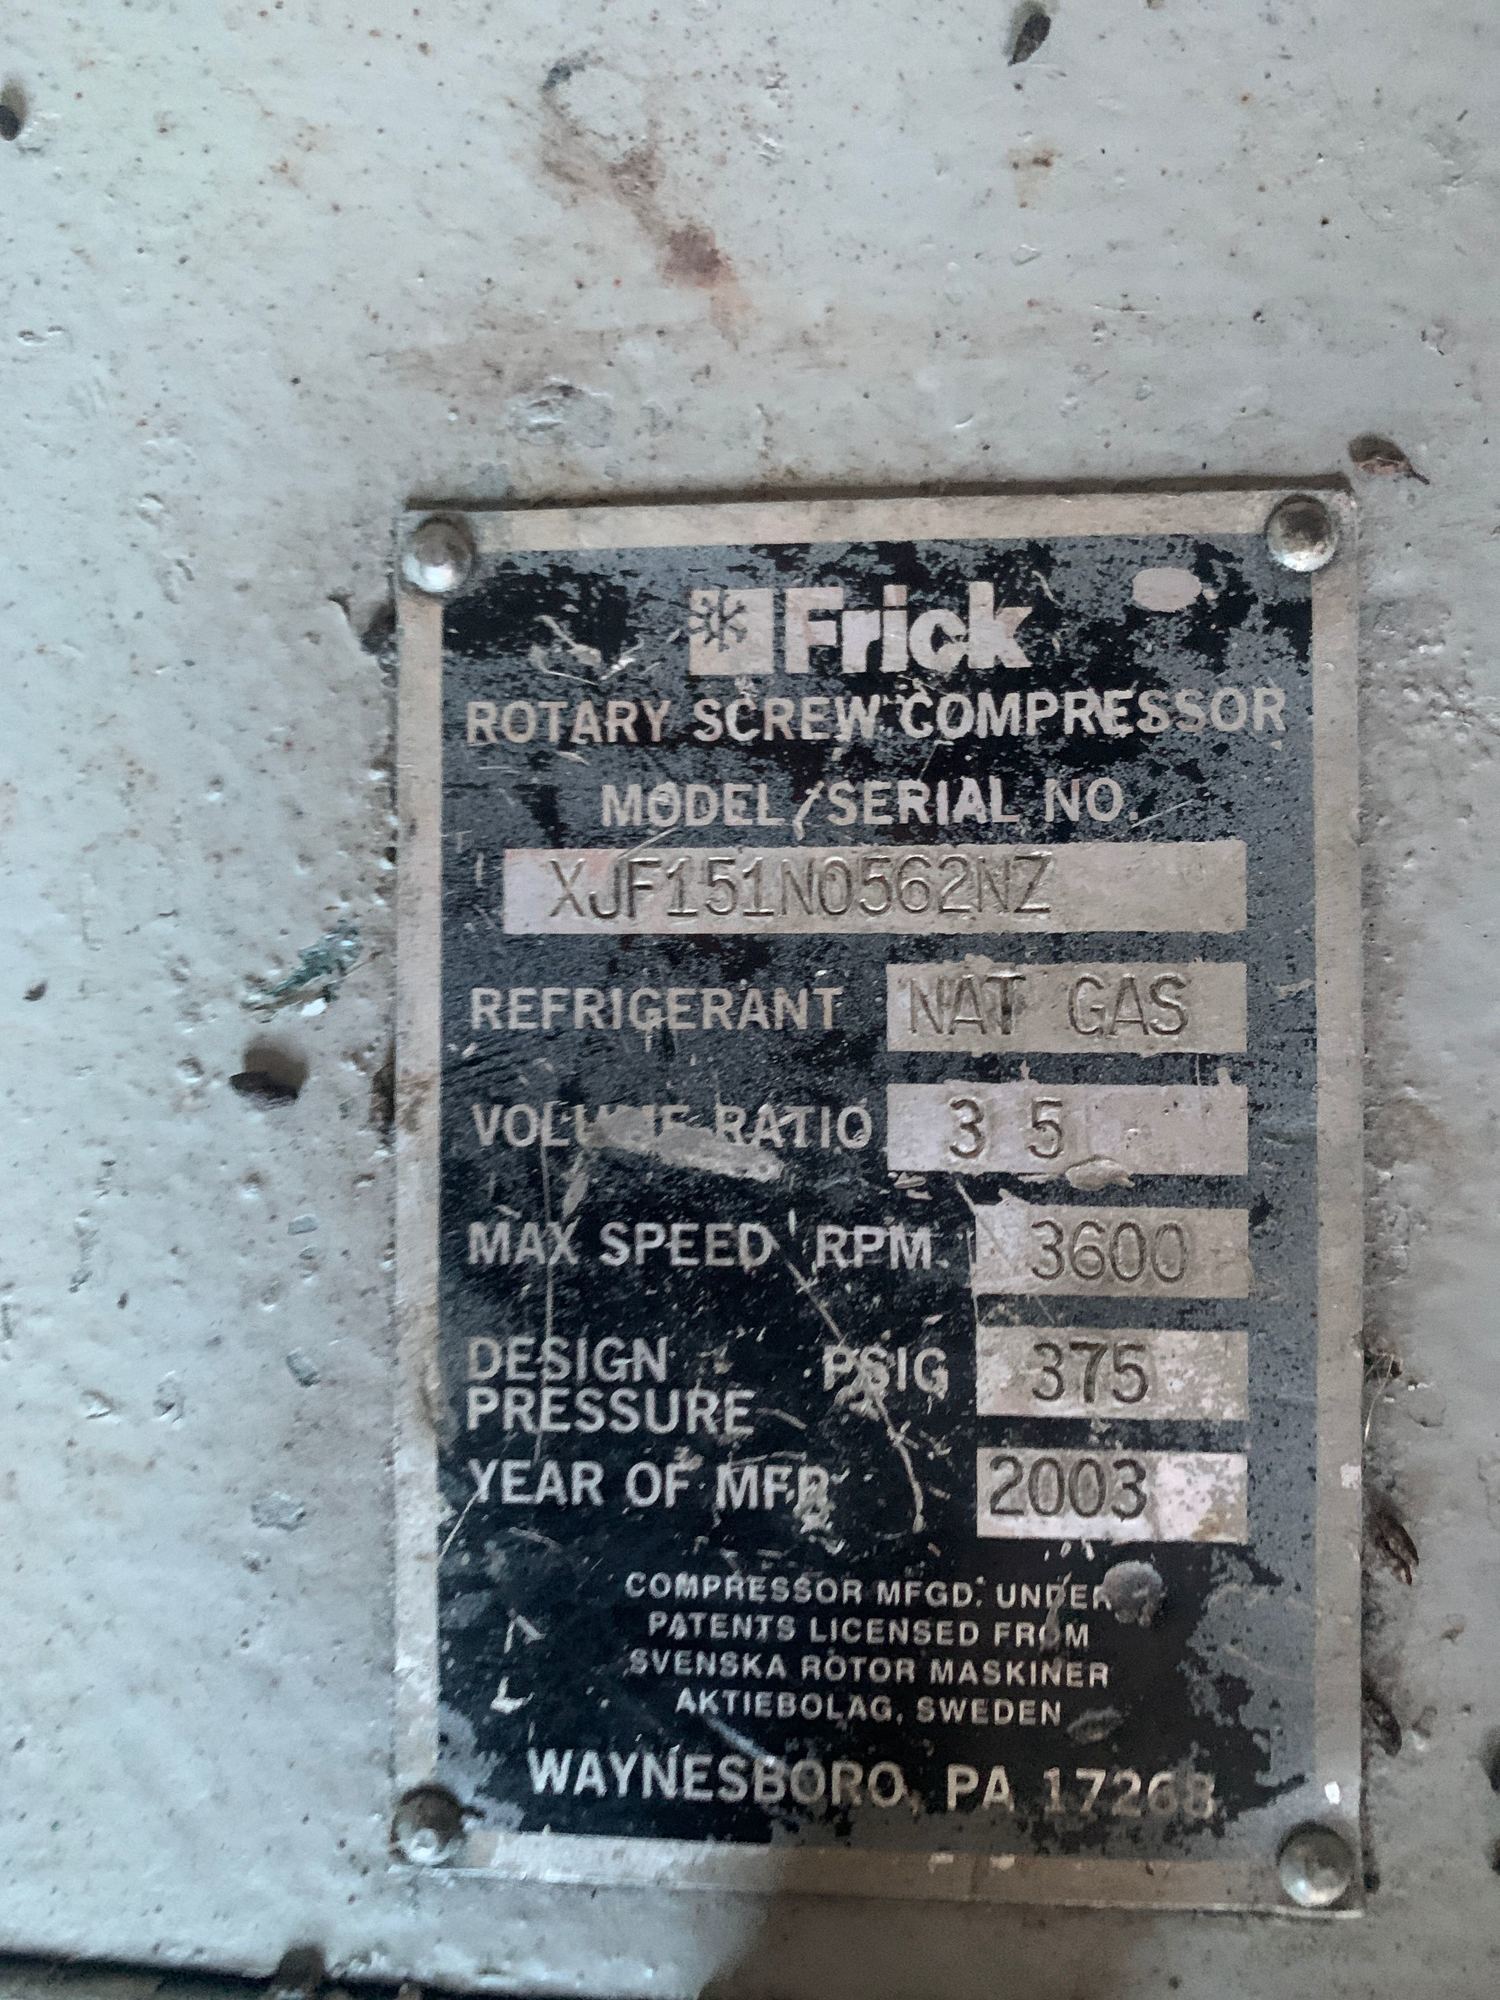 Frick
ROTARY SCREW COMPRESSOR
MODEL/SERIAL NO.
XJF151N0562NZ
REFRIGERANT NAT GAS
VOLUME RATIO 3 5
MAX SPEED RPM. 3600
DESIGN PRESSURE PSIG 375
YEAR OF MFR 2003
COMPRESSOR MFGD. UNDER
PATENTS LICENSED FROM
SVENSKA ROTOR MASKINER
AKTIEBOLAG, SWEDEN
WAYNESBORO, PA 17268